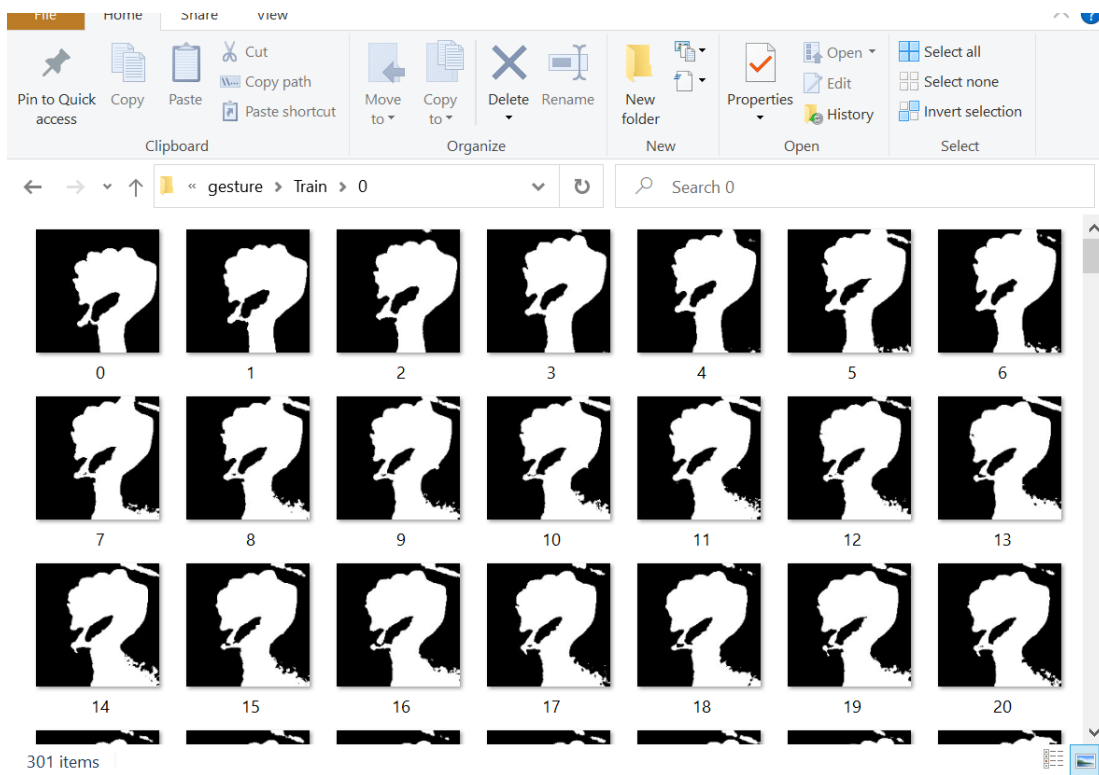 File Home Share View
Cut
Copy path
Paste shortcut
Pin to Quick access
Copy
Paste
Clipboard
Move to
Copy to
Delete
Rename
Organize
New folder
New
Properties
Open
Edit
History
Open
Select all
Select none
Invert selection
Select
« gesture > Train > 0
Search 0
0 1 2 3 4 5 6
7 8 9 10 11 12 13
14 15 16 17 18 19 20
301 items